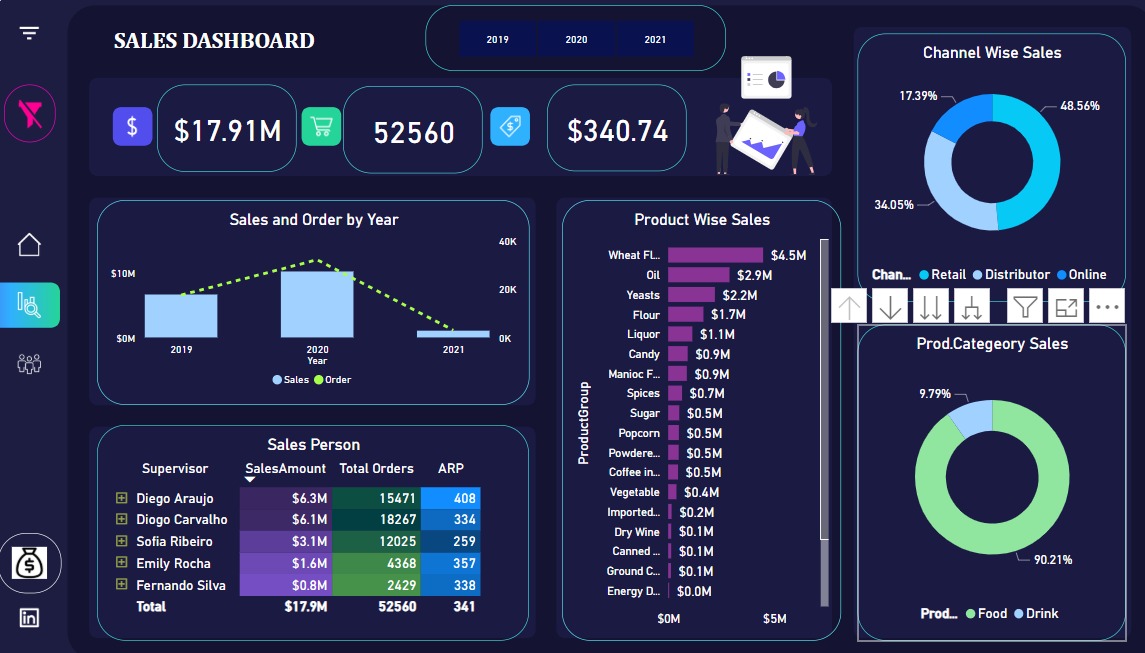 SALES DASHBOARD
2019 2020 2021
$17.91M 52560 $340.74
Channel Wise Sales
17.39%
48.56%
34.05%
Chan... Retail Distributor Online
Sales and Order by Year
40K
$10M
20K
$0M 0K
2019 2020 2021
Year
Sales Order
Product Wise Sales
ProductGroup
Wheat Fl... $4.5M
Oil $2.9M
Yeasts $2.2M
Flour $1.7M
Liquor $1.1M
Candy $0.9M
Manioc F... $0.9M
Spices $0.7M
Sugar $0.5M
Popcorn $0.5M
Powdere... $0.5M
Coffee in... $0.5M
Vegetable $0.4M
Imported... $0.2M
Dry Wine $0.1M
Canned ... $0.1M
Ground C... $0.1M
Energy D... $0.0M
$0M $5M
Prod.Categeory Sales
9.79%
90.21%
Prod... Food Drink
Sales Person
Supervisor SalesAmount Total Orders ARP
Diego Araujo $6.3M 15471 408
Diogo Carvalho $6.1M 18267 334
Sofia Ribeiro $3.1M 12025 259
Emily Rocha $1.6M 4368 357
Fernando Silva $0.8M 2429 338
Total $17.9M 52560 341
in